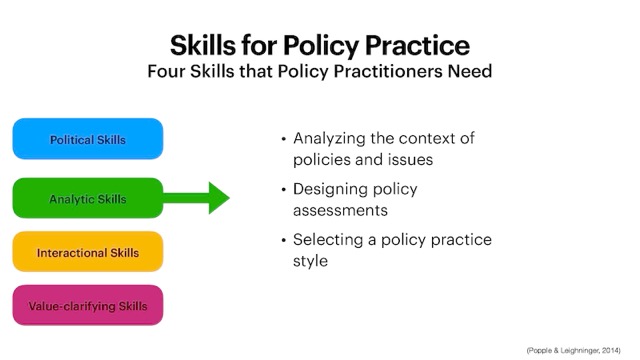 Skills for Policy Practice
Four Skills that Policy Practitioners Need
Political Skills
Analytic Skills
Interactional Skills
Value-clarifying Skills
• Analyzing the context of
policies and issues
• Designing policy
assessments
• Selecting a policy practice
style
(Popple & Leighninger, 2014)